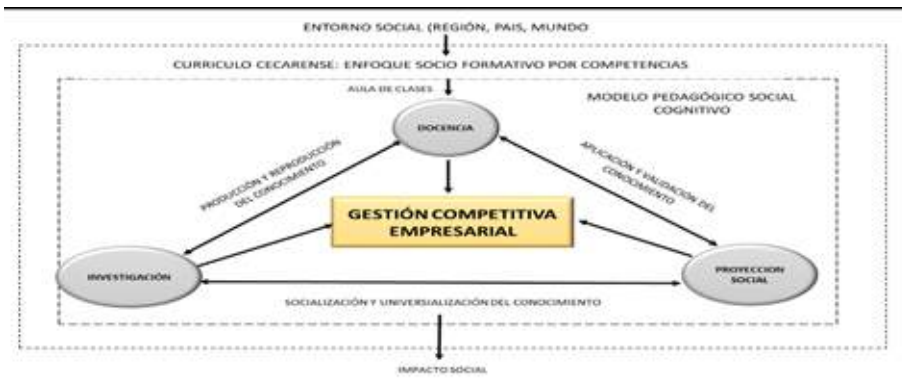 ENTORNO SOCIAL (REGIÓN, PAIS, MUNDO
CURRICULO CECARENSE: ENFOQUE SOCIO FORMATIVO POR COMPETENCIAS
AULA DE CLASES
MODELO PEDAGÓGICO SOCIAL
COGNITIVO
DOCENCIA
PRODUCCIÓN Y REPRODUCCIÓN
DEL CONOCIMIENTO
APLICACIÓN Y VALIDACIÓN DEL
CONOCIMIENTO
GESTIÓN COMPETITIVA
EMPRESARIAL
INVESTIGACIÓN
PROYECCION
SOCIAL
SOCIALIZACIÓN Y UNIVERSIALIZACIÓN DEL CONOCIMIENTO
IMPACTO SOCIAL